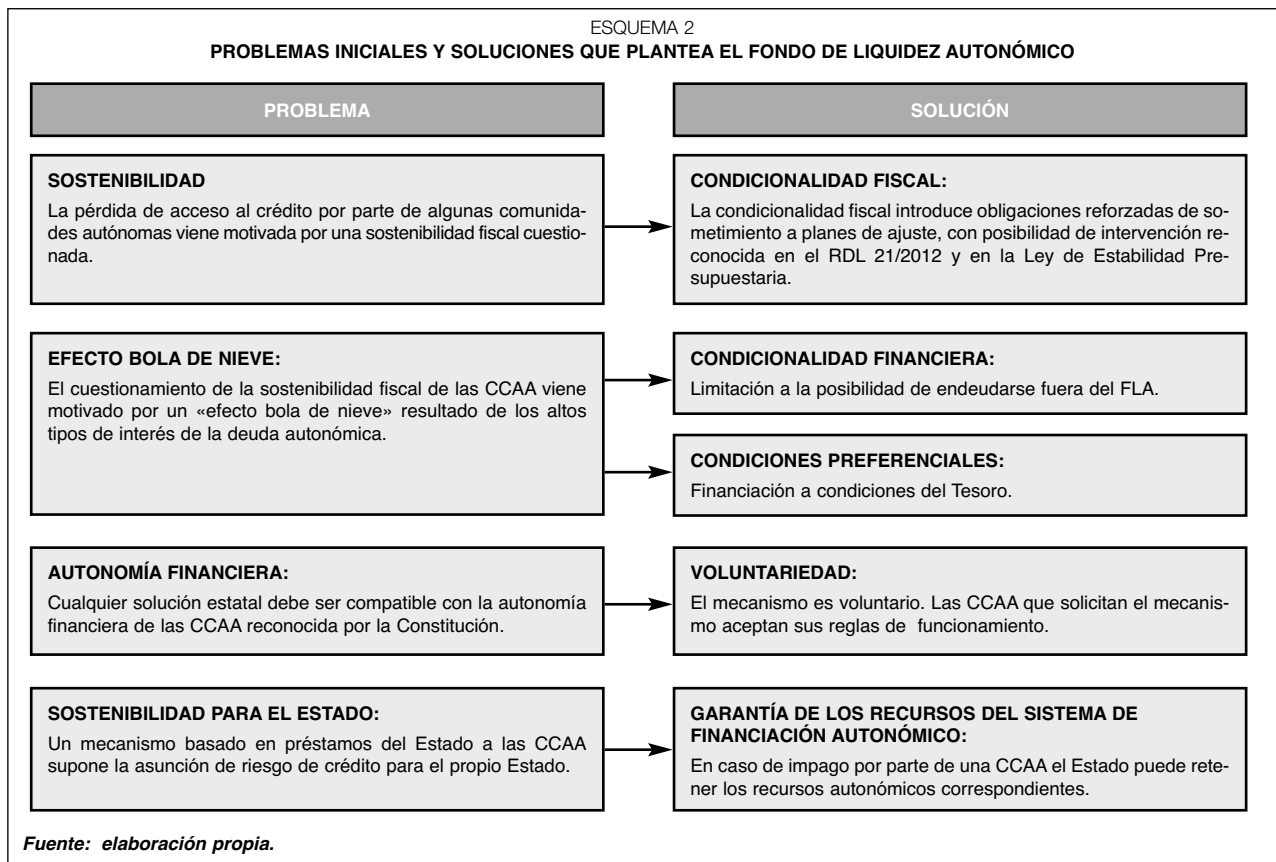 ESQUEMA 2
PROBLEMAS INICIALES Y SOLUCIONES QUE PLANTEA EL FONDO DE LIQUIDEZ AUTONÓMICO
PROBLEMA
SOLUCIÓN
SOSTENIBILIDAD
La pérdida de acceso al crédito por parte de algunas comunida-
des autónomas viene motivada por una sostenibilidad fiscal cuestio-
nada.
CONDICIONALIDAD FISCAL:
La condicionalidad fiscal introduce obligaciones reforzadas de so-
metimiento a planes de ajuste, con posibilidad de intervención re-
conocida en el RDL 21/2012 y en la Ley de Estabilidad Pre-
supuestaria.
EFECTO BOLA DE NIEVE:
El cuestionamiento de la sostenibilidad fiscal de las CCAA viene
motivado por un «efecto bola de nieve» resultado de los altos
tipos de interés de la deuda autonómica.
CONDICIONALIDAD FINANCIERA:
Limitación a la posibilidad de endeudarse fuera del FLA.
CONDICIONES PREFERENCIALES:
Financiación a condiciones del Tesoro.
AUTONOMÍA FINANCIERA:
Cualquier solución estatal debe ser compatible con la autonomía
financiera de las CCAA reconocida por la Constitución.
VOLUNTARIEDAD:
El mecanismo es voluntario. Las CCAA que solicitan el mecanis-
mo aceptan sus reglas de funcionamiento.
SOSTENIBILIDAD PARA EL ESTADO:
Un mecanismo basado en préstamos del Estado a las CCAA
supone la asunción de riesgo de crédito para el propio Estado.
GARANTÍA DE LOS RECURSOS DEL SISTEMA DE
FINANCIACIÓN AUTONÓMICO:
En caso de impago por parte de una CCAA el Estado puede rete-
ner los recursos autonómicos correspondientes.
Fuente: elaboración propia.